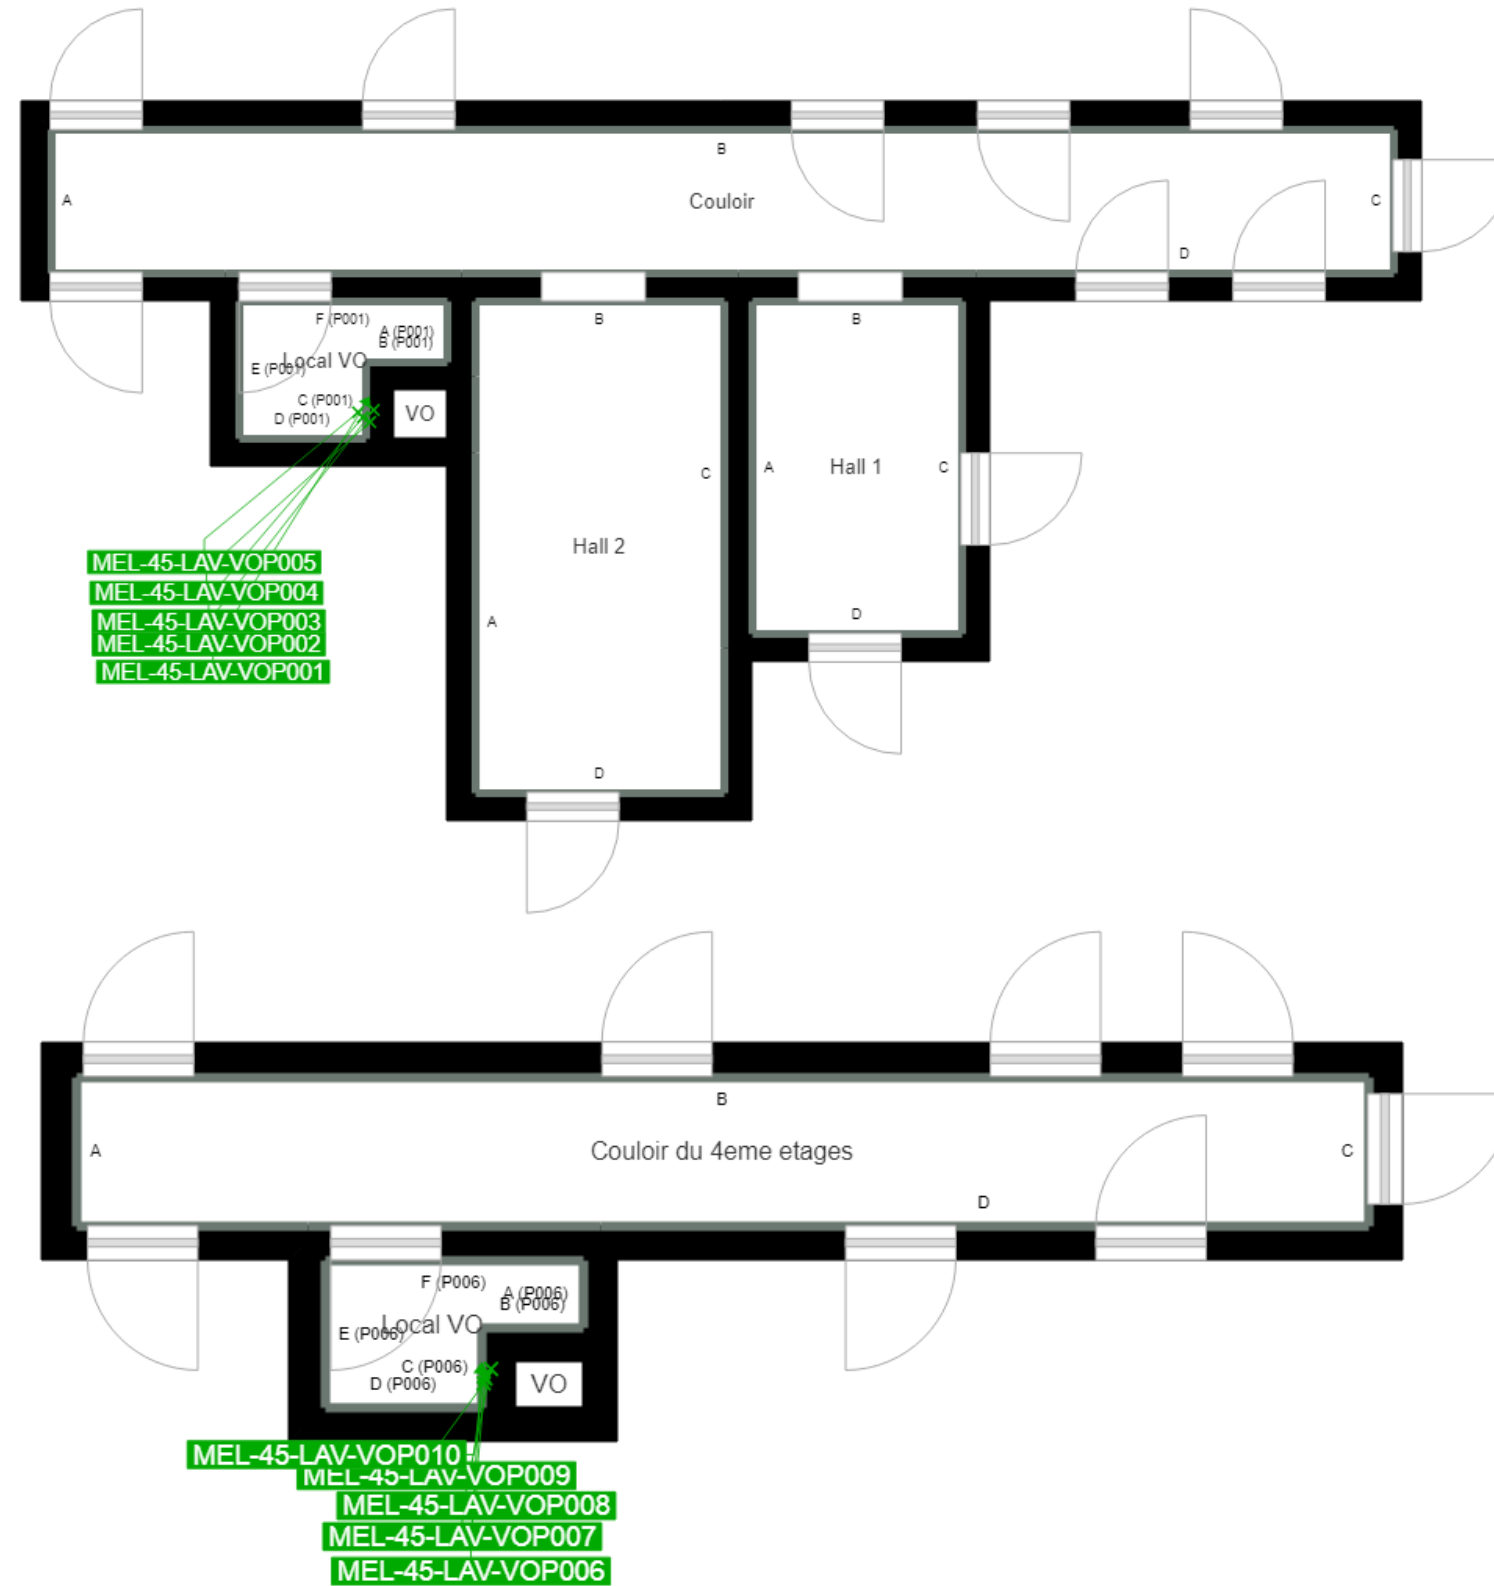 B
A
Couloir
C
D
F (P001)
A (P001)
B (P001)
Local VO
E (P001)
C (P001)
D (P001)
VO
B
C
Hall 2
A
D
B
A
Hall 1
C
D
MEL-45-LAV-VOP005
MEL-45-LAV-VOP004
MEL-45-LAV-VOP003
MEL-45-LAV-VOP002
MEL-45-LAV-VOP001
B
A
Couloir du 4eme etages
C
D
F (P006)
A (P006)
B (P006)
Local VO
E (P006)
C (P006)
D (P006)
VO
MEL-45-LAV-VOP010
MEL-45-LAV-VOP009
MEL-45-LAV-VOP008
MEL-45-LAV-VOP007
MEL-45-LAV-VOP006